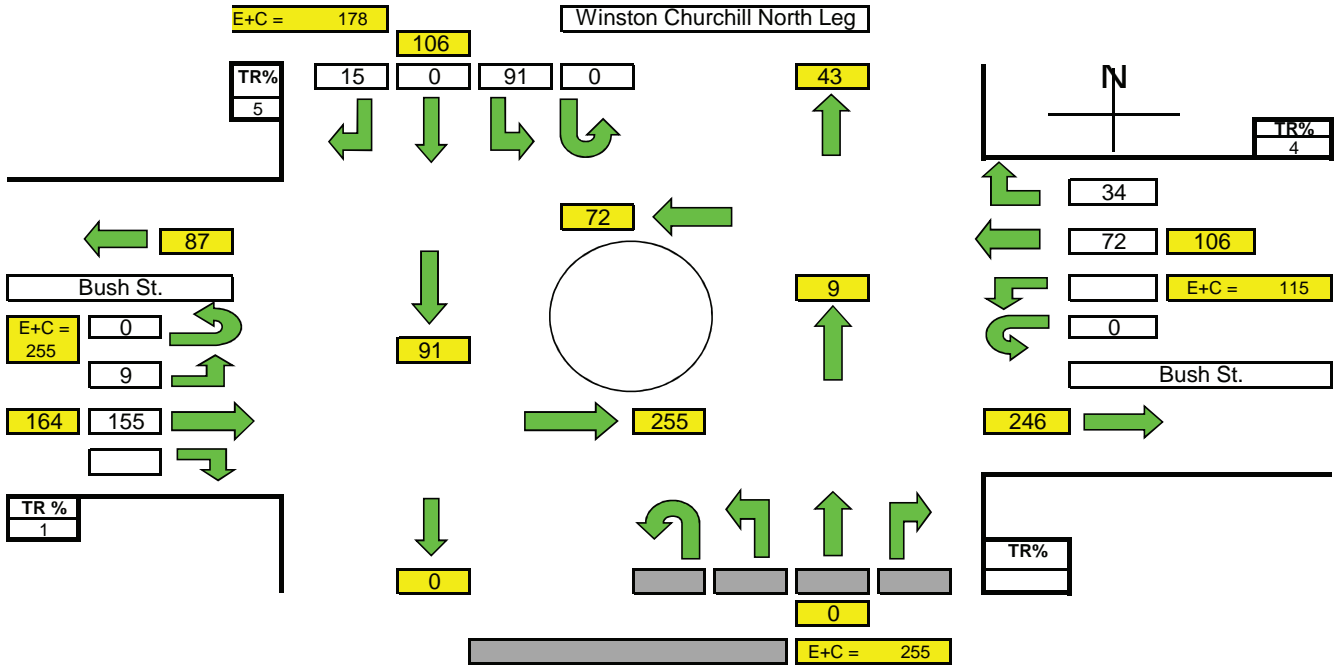 E+C = 178
Winston Churchill North Leg
106
TR%
5
15 0 91 0
43
N
TR%
4
34
72
87
72 106
Bush St.
9
E+C = 115
E+C =
255
0
0
91
9
Bush St.
164 155
255
246
TR %
1
TR%
0
0
E+C = 255